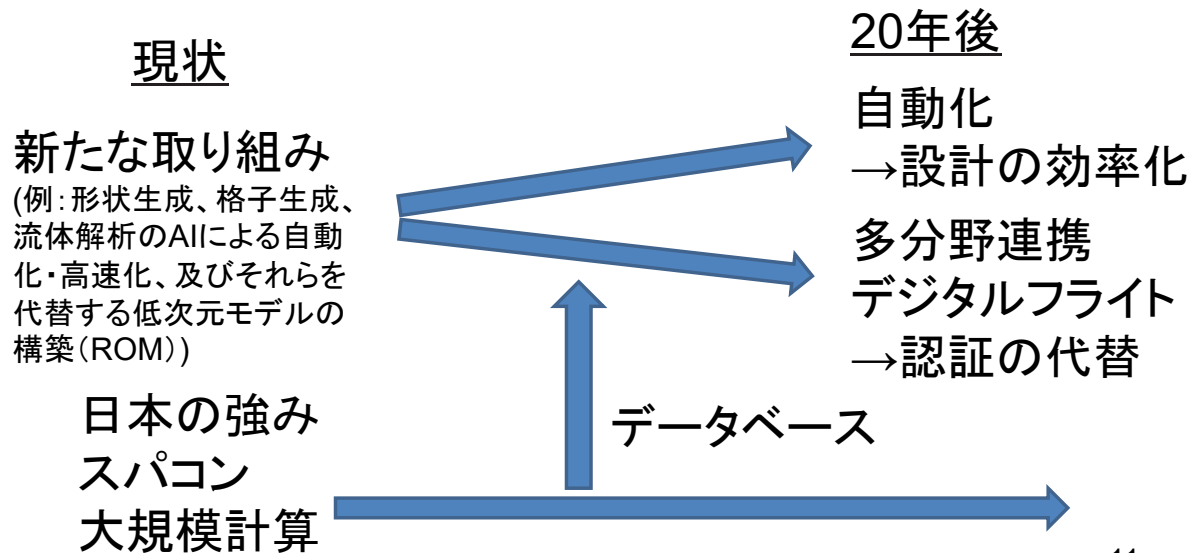 現状
新たな取り組み
(例:形状生成、格子生成、
流体解析のAIによる自動
化・高速化、及びそれらを
代替する低次元モデルの
構築(ROM))
日本の強み
スパコン
大規模計算
データベース
20年後
自動化
→設計の効率化
多分野連携
デジタルフライト
→認証の代替